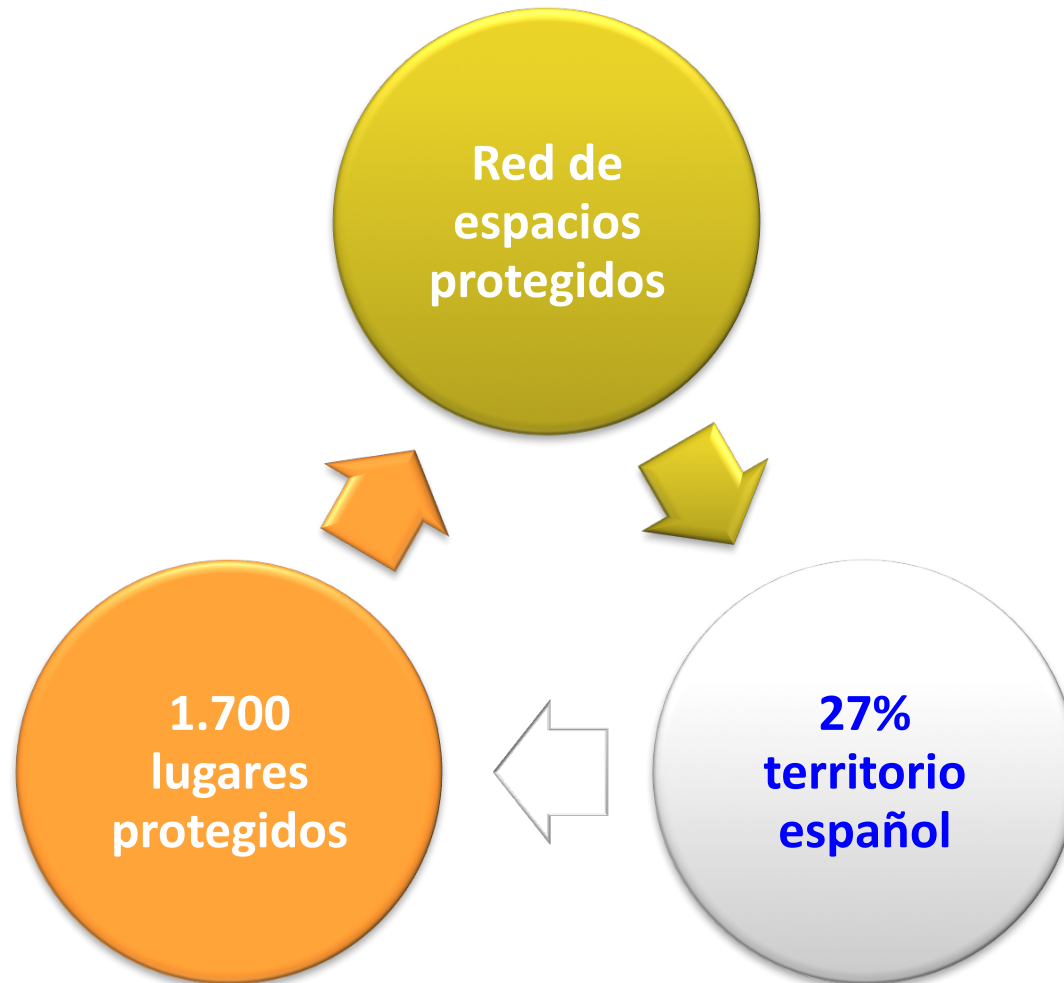 Red de
espacios
protegidos
27%
territorio
español
1.700
lugares
protegidos